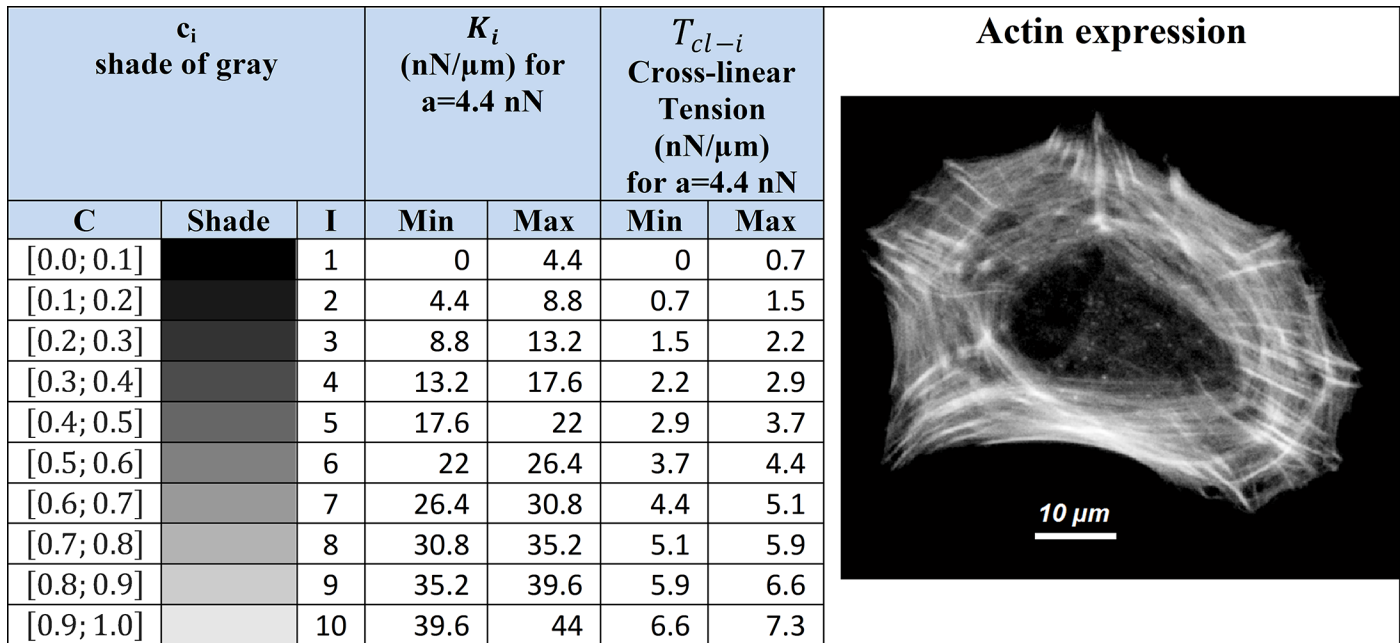 cᵢ
shade of gray
Kᵢ
(nN/µm) for
a=4.4 nN
T_cl−i
Cross-linear
Tension
(nN/µm)
for a=4.4 nN
Actin expression
C Shade I Min Max Min Max
[0.0; 0.1] 1 0 4.4 0 0.7
[0.1; 0.2] 2 4.4 8.8 0.7 1.5
[0.2; 0.3] 3 8.8 13.2 1.5 2.2
[0.3; 0.4] 4 13.2 17.6 2.2 2.9
[0.4; 0.5] 5 17.6 22 2.9 3.7
[0.5; 0.6] 6 22 26.4 3.7 4.4
[0.6; 0.7] 7 26.4 30.8 4.4 5.1
[0.7; 0.8] 8 30.8 35.2 5.1 5.9
[0.8; 0.9] 9 35.2 39.6 5.9 6.6
[0.9; 1.0] 10 39.6 44 6.6 7.3
10 µm